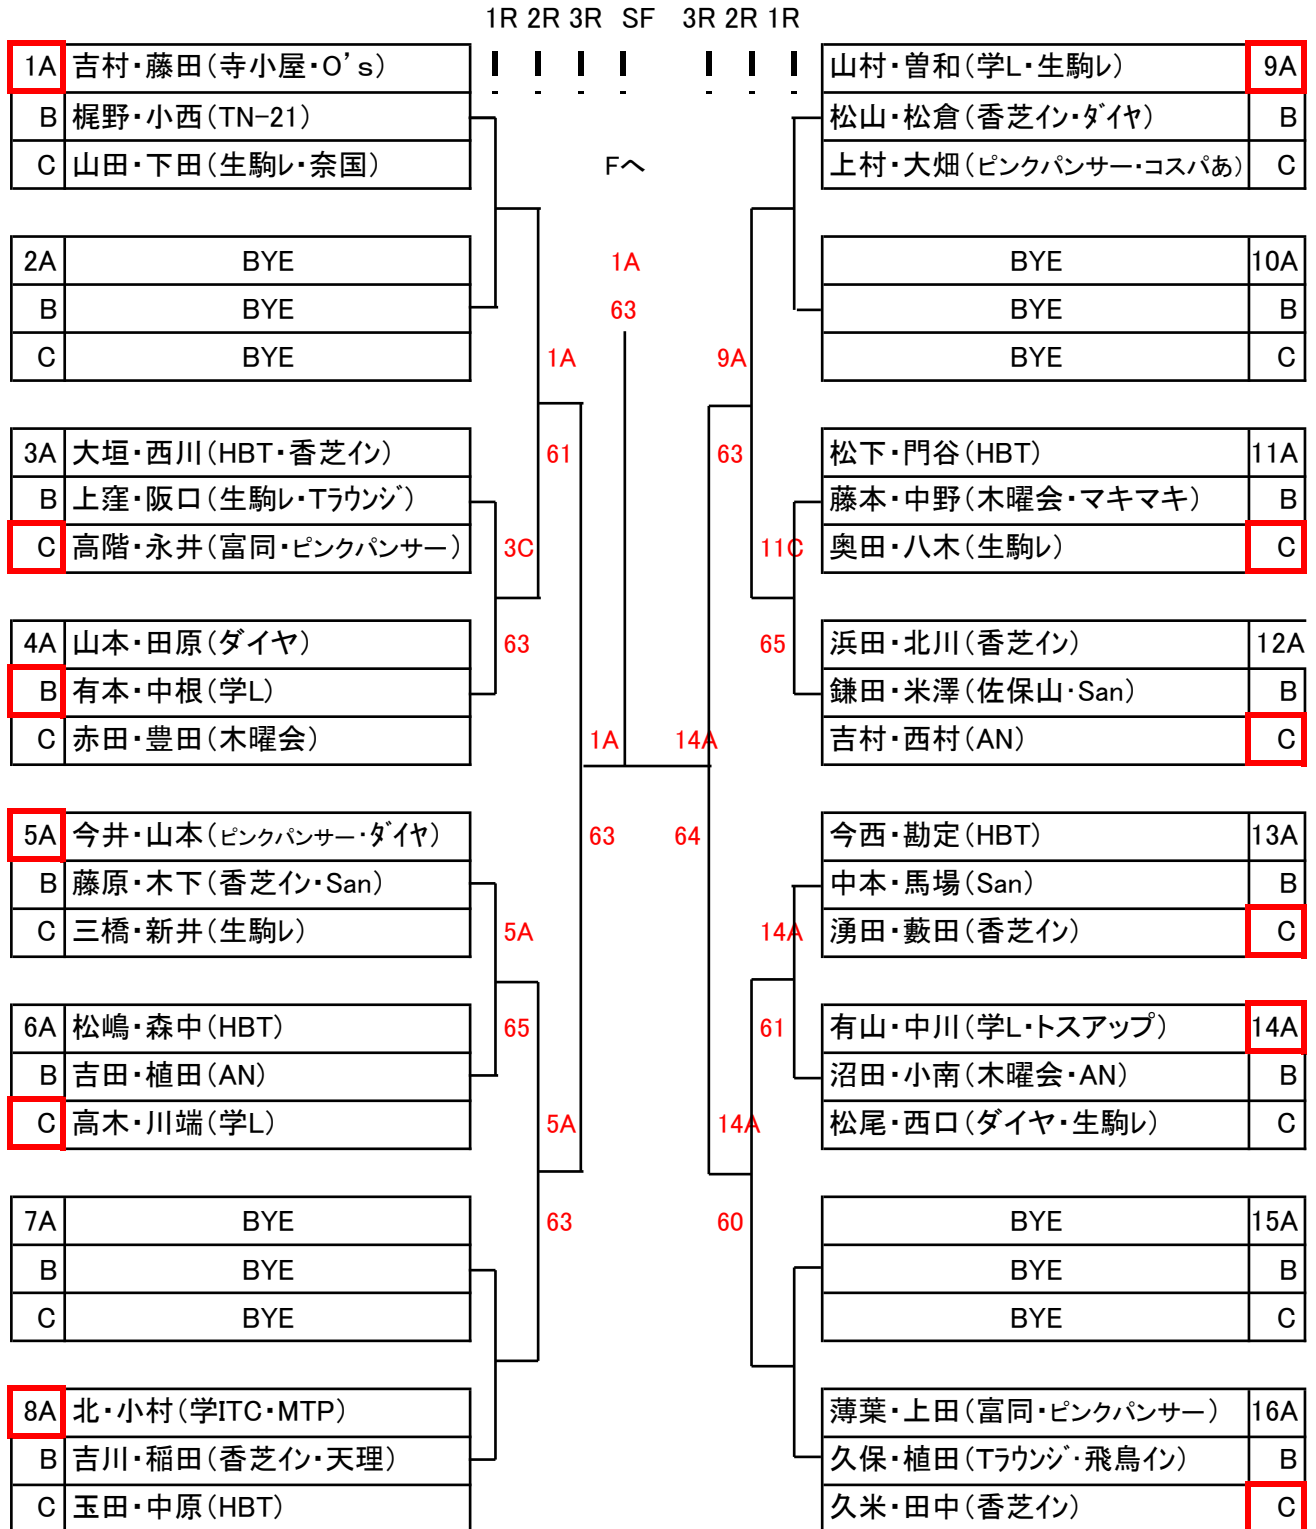 1R 2R 3R SF 3R 2R 1R
1A 吉村・藤田(寺小屋・O's) 山村・曽和(学L・生駒レ) 9A
B 梶野・小西(TN-21) 松山・松倉(香芝イン・ダイヤ) B
C 山田・下田(生駒レ・奈国) Fへ 上村・大畑(ピンクパンサー・コスパあ) C
2A BYE 1A BYE 10A
B BYE 63 BYE B
C BYE 1A 9A BYE C
3A 大垣・西川(HBT・香芝イン) 61 63 松下・門谷(HBT) 11A
B 上窪・阪口(生駒レ・Tラウンジ) 藤本・中野(木曜会・マキマキ) B
C 高階・永井(富同・ピンクパンサー) 3C 11C 奥田・八木(生駒レ) C
4A 山本・田原(ダイヤ) 63 65 浜田・北川(香芝イン) 12A
B 有本・中根(学L) 鎌田・米澤(佐保山・San) B
C 赤田・豊田(木曜会) 1A 14A 吉村・西村(AN) C
5A 今井・山本(ピンクパンサー・ダイヤ) 63 64 今西・勘定(HBT) 13A
B 藤原・木下(香芝イン・San) 中本・馬場(San) B
C 三橋・新井(生駒レ) 5A 14A 湧田・藪田(香芝イン) C
6A 松嶋・森中(HBT) 65 61 有山・中川(学L・トスアップ) 14A
B 吉田・植田(AN) 沼田・小南(木曜会・AN) B
C 高木・川端(学L) 5A 14A 松尾・西口(ダイヤ・生駒レ) C
7A BYE 63 60 BYE 15A
B BYE BYE B
C BYE BYE C
8A 北・小村(学ITC・MTP) 薄葉・上田(富同・ピンクパンサー) 16A
B 吉川・稲田(香芝イン・天理) 久保・植田(Tラウンジ・飛鳥イン) B
C 玉田・中原(HBT) 久米・田中(香芝イン) C